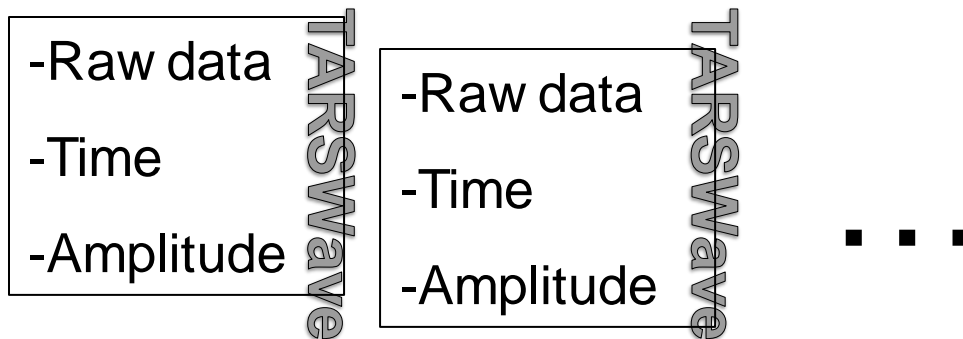 -Raw data
-Time
-Amplitude
TARSWave
-Raw data
-Time
-Amplitude
TARSWave
...